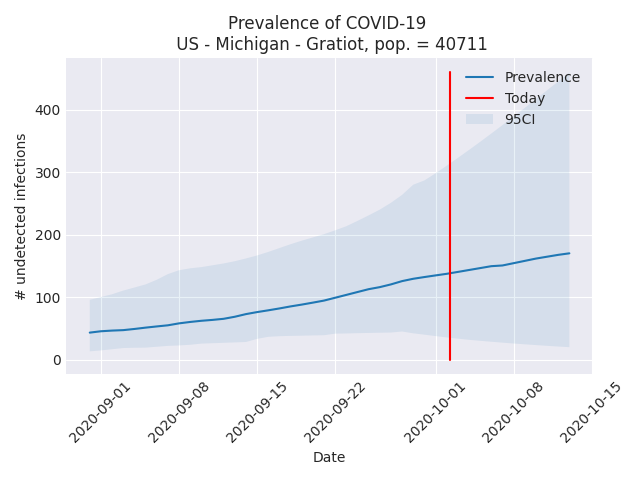 Prevalence of COVID-19
US - Michigan - Gratiot, pop. = 40711
Prevalence
Today
95CI
400
300
200
100
0
# undetected infections
2020-09-01
2020-09-08
2020-09-15
2020-09-22
2020-10-01
2020-10-08
2020-10-15
Date